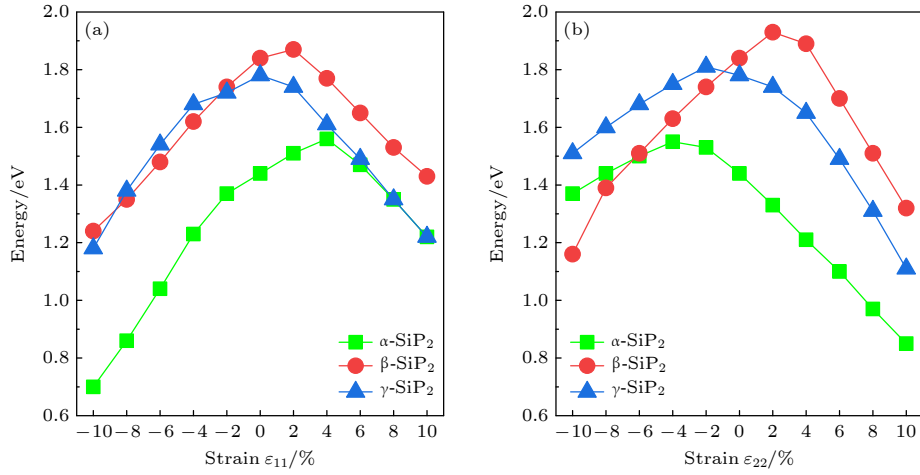 (a)
2.0
1.8
1.6
1.4
1.2
1.0
0.8
0.6
Energy/eV
α-SiP₂
β-SiP₂
γ-SiP₂
−10 −8 −6 −4 −2 0 2 4 6 8 10
Strain ε₁₁/%
(b)
2.0
1.8
1.6
1.4
1.2
1.0
0.8
0.6
Energy/eV
α-SiP₂
β-SiP₂
γ-SiP₂
−10 −8 −6 −4 −2 0 2 4 6 8 10
Strain ε₂₂/%